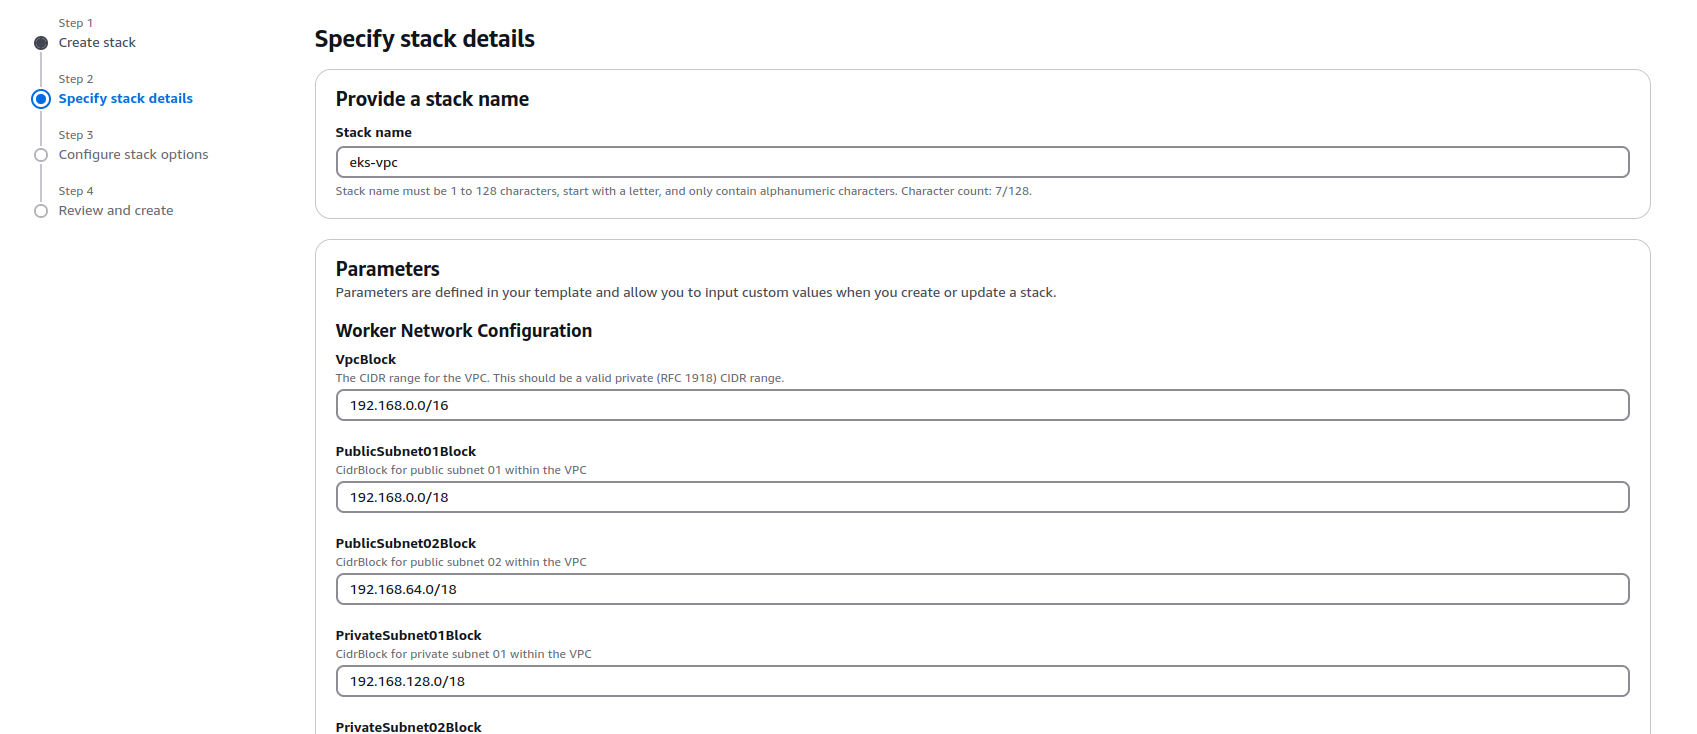 Step 1
Create stack
Step 2
Specify stack details
Step 3
Configure stack options
Step 4
Review and create
Specify stack details
Provide a stack name
Stack name
eks-vpc
Stack name must be 1 to 128 characters, start with a letter, and only contain alphanumeric characters. Character count: 7/128.
Parameters
Parameters are defined in your template and allow you to input custom values when you create or update a stack.
Worker Network Configuration
VpcBlock
The CIDR range for the VPC. This should be a valid private (RFC 1918) CIDR range.
192.168.0.0/16
PublicSubnet01Block
CidrBlock for public subnet 01 within the VPC
192.168.0.0/18
PublicSubnet02Block
CidrBlock for public subnet 02 within the VPC
192.168.64.0/18
PrivateSubnet01Block
CidrBlock for private subnet 01 within the VPC
192.168.128.0/18
PrivateSubnet02Block